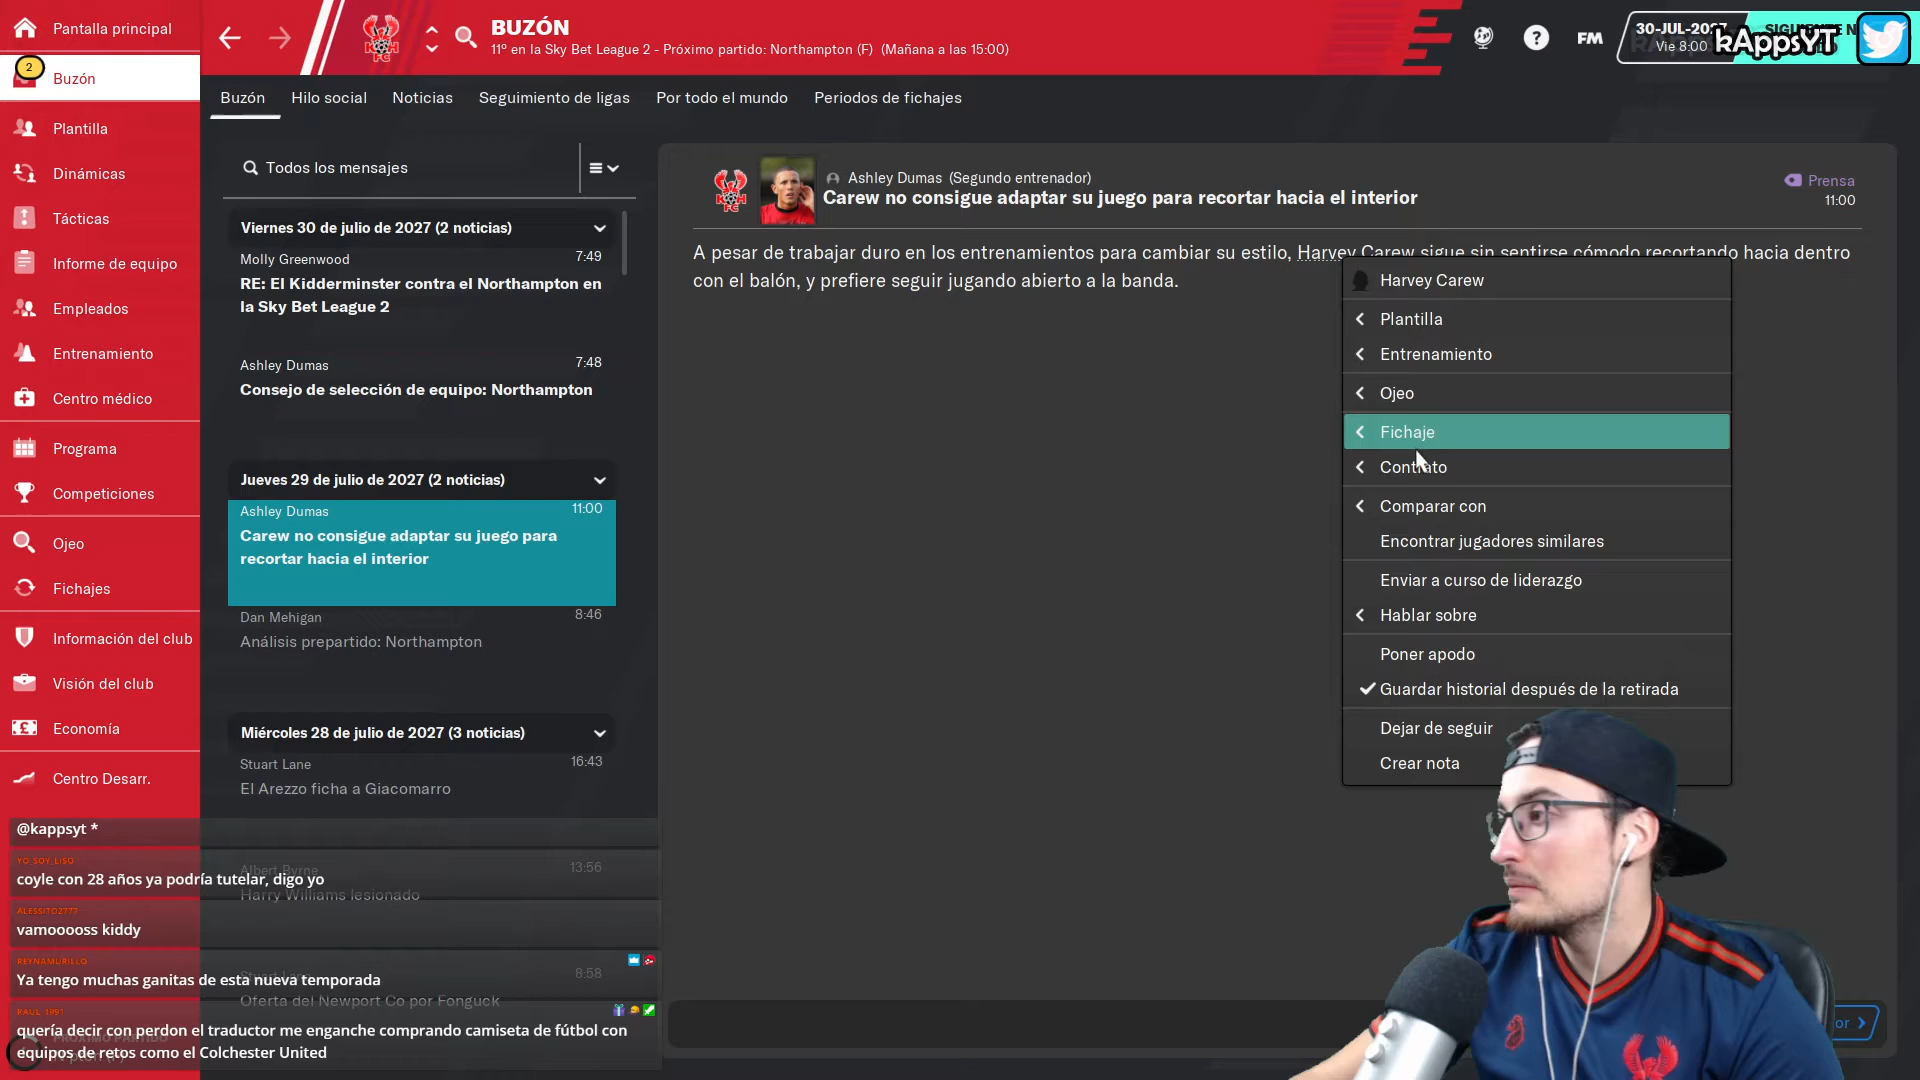 Pantalla principal
2
Buzón
Plantilla
Dinámicas
Tácticas
Informe de equipo
Empleados
Entrenamiento
Centro médico
Programa
Competiciones
Ojeo
Fichajes
Información del club
Visión del club
Economía
Centro Desarr.
BUZÓN
11º en la Sky Bet League 2 - Próximo partido: Northampton (F) (Mañana a las 15:00)
FM
30-JUL-2027
Vie 8:00
kAppsYT
Buzón Hilo social Noticias Seguimiento de ligas Por todo el mundo Periodos de fichajes
Todos los mensajes
Viernes 30 de julio de 2027 (2 noticias)
Molly Greenwood 7:49
RE: El Kidderminster contra el Northampton en
la Sky Bet League 2
Ashley Dumas 7:48
Consejo de selección de equipo: Northampton
Jueves 29 de julio de 2027 (2 noticias)
Ashley Dumas 11:00
Carew no consigue adaptar su juego para
recortar hacia el interior
Dan Mehigan 8:46
Análisis prepartido: Northampton
Miércoles 28 de julio de 2027 (3 noticias)
Stuart Lane 16:43
El Arezzo ficha a Giacomarro
Albert Byrne 13:56
Harry Williams lesionado
Stuart Lane 8:58
Oferta del Newport Co por Fonguck
Ashley Dumas (Segundo entrenador)
Carew no consigue adaptar su juego para recortar hacia el interior
Prensa
11:00
A pesar de trabajar duro en los entrenamientos para cambiar su estilo, Harvey Carew sigue sin sentirse cómodo recortando hacia dentro
con el balón, y prefiere seguir jugando abierto a la banda.
Harvey Carew
Plantilla
Entrenamiento
Ojeo
Fichaje
Contrato
Comparar con
Encontrar jugadores similares
Enviar a curso de liderazgo
Hablar sobre
Poner apodo
Guardar historial después de la retirada
Dejar de seguir
Crear nota
@kappsyt *
YO_SOY_LISO
coyle con 28 años ya podría tutelar, digo yo
ALESSITO2777
vamooooss kiddy
REYNAMURILLO
Ya tengo muchas ganitas de esta nueva temporada
RAUL_1991
quería decir con perdon el traductor me enganche comprando camiseta de fútbol con
equipos de retos como el Colchester United